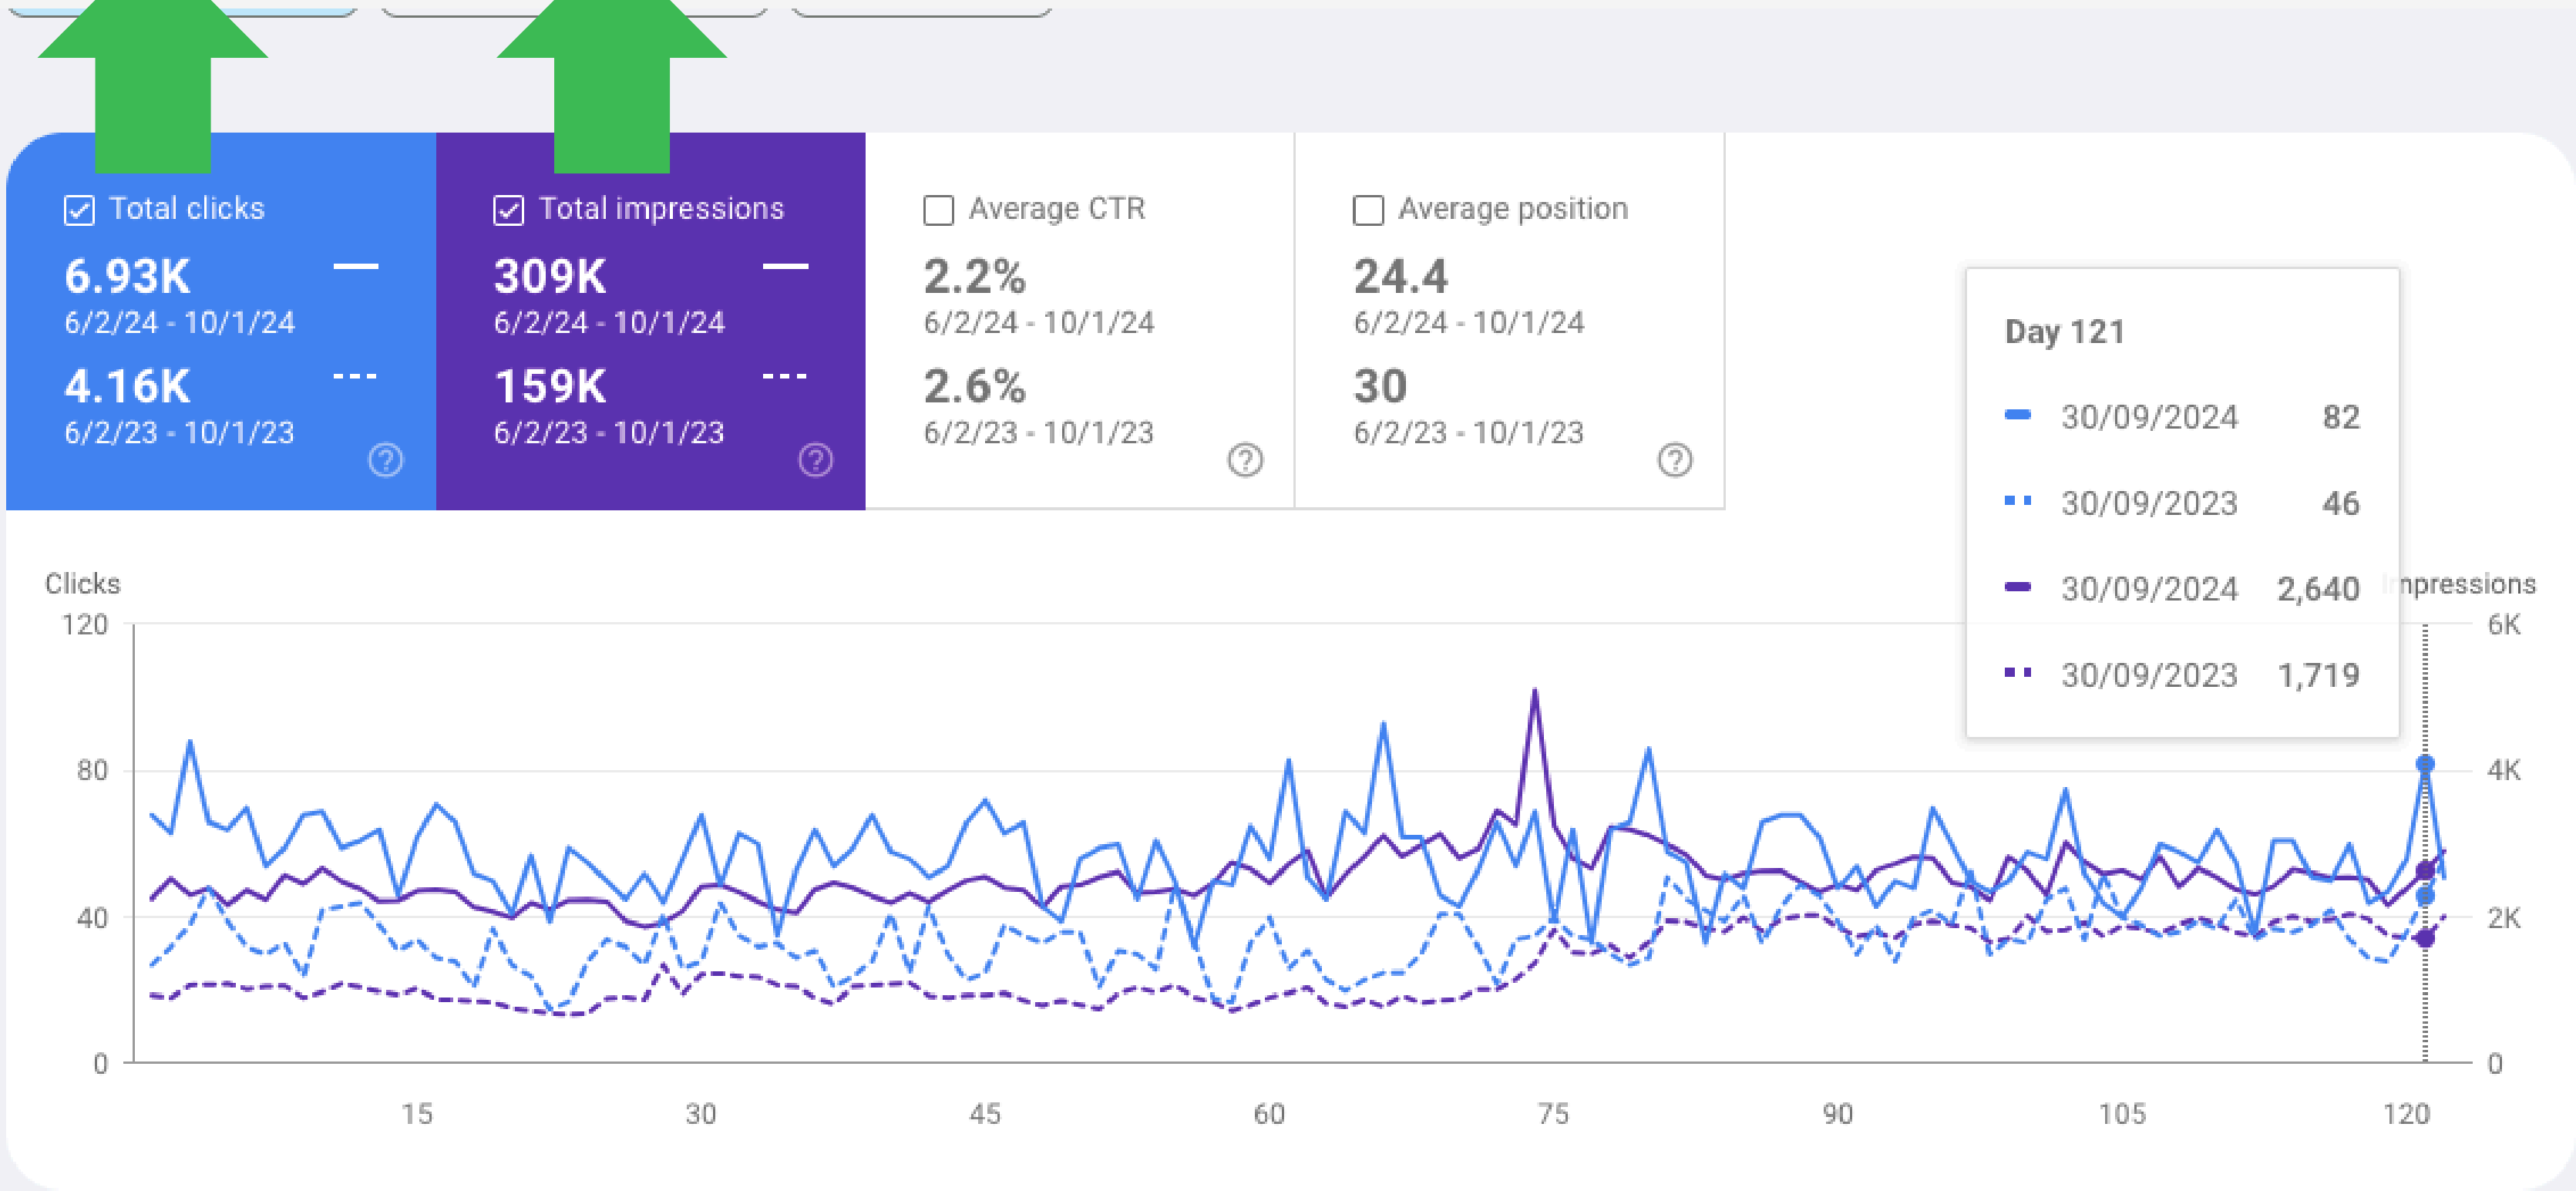 Total clicks
6.93K
6/2/24 - 10/1/24
4.16K
6/2/23 - 10/1/23
Total impressions
309K
6/2/24 - 10/1/24
159K
6/2/23 - 10/1/23
Average CTR
2.2%
6/2/24 - 10/1/24
2.6%
6/2/23 - 10/1/23
Average position
24.4
6/2/24 - 10/1/24
30
6/2/23 - 10/1/23
Day 121
30/09/2024 82
30/09/2023 46
30/09/2024 2,640
30/09/2023 1,719
Clicks
Impressions
120
80
40
0
6K
4K
2K
0
15 30 45 60 75 90 105 120